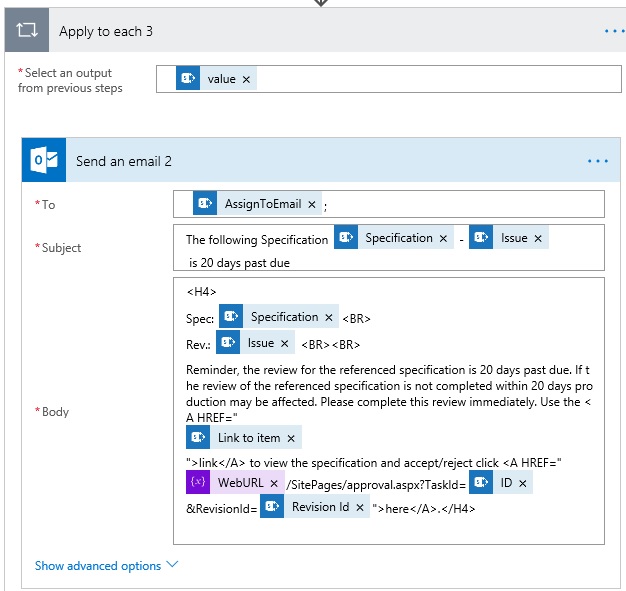 Apply to each 3
...
* Select an output
from previous steps
value ×
Send an email 2
...
* To
AssignToEmail × ;
* Subject
The following Specification Specification × - Issue ×
is 20 days past due
* Body
<H4>
Spec: Specification × <BR>
Rev.: Issue × <BR><BR>
Reminder, the review for the referenced specification is 20 days past due. If t
he review of the referenced specification is not completed within 20 days pro
duction may be affected. Please complete this review immediately. Use the <
A HREF="
Link to item ×
">link</A> to view the specification and accept/reject click <A HREF="
{x} WebURL × /SitePages/approval.aspx?TaskId= ID ×
&RevisionId= Revision Id × ">here</A>.</H4>
Show advanced options